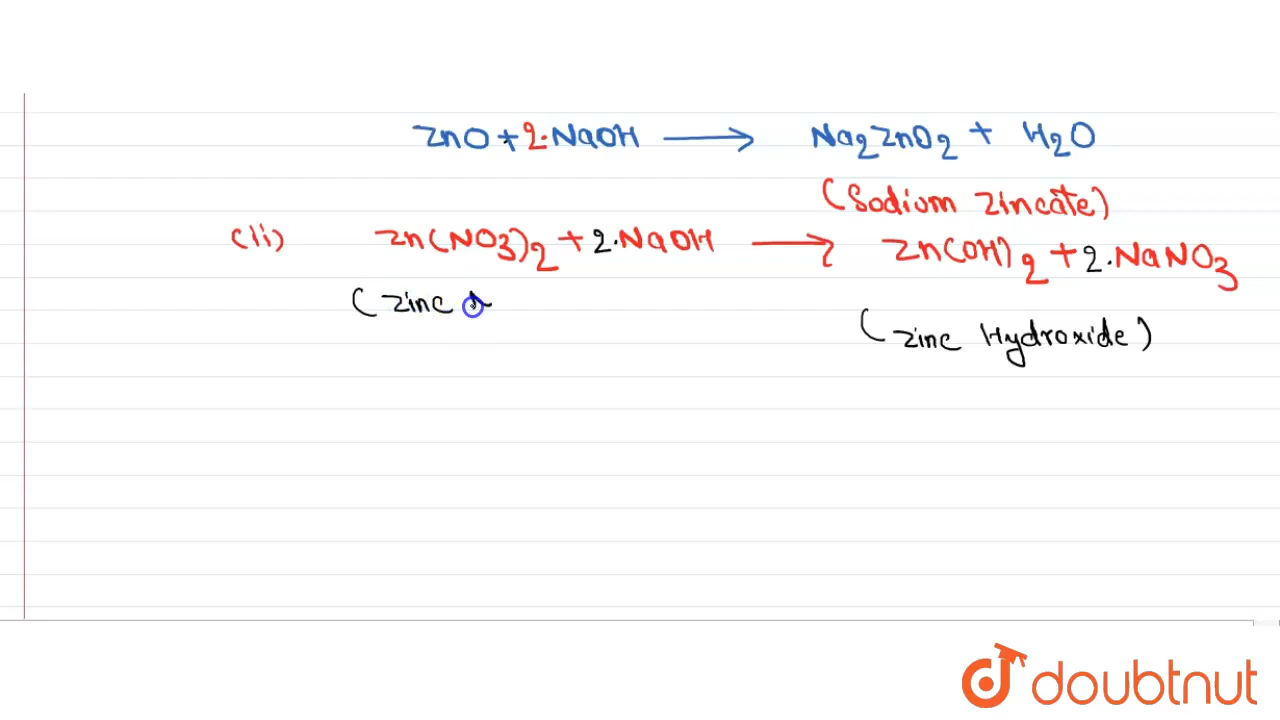 ZnO + 2.NaOH → Na2ZnO2 + H2O
(Sodium Zincate)
(ii) Zn(NO3)2 + 2.NaOH → Zn(OH)2 + 2.NaNO3
(Zinc
(Zinc Hydroxide)
doubtnut